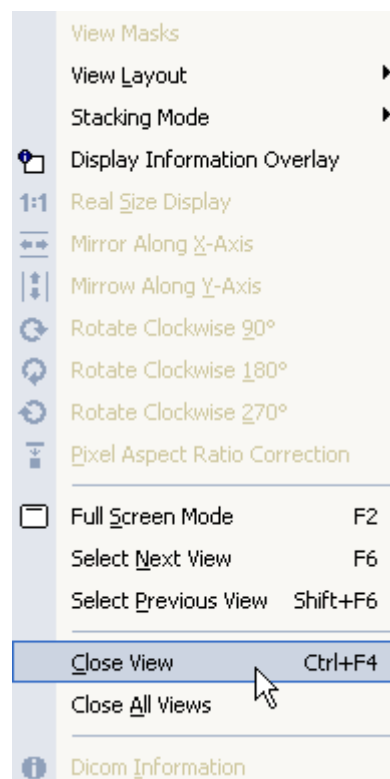 View Masks
View Layout
Stacking Mode
Display Information Overlay
1:1 Real Size Display
Mirror Along X-Axis
Mirrow Along Y-Axis
Rotate Clockwise 90°
Rotate Clockwise 180°
Rotate Clockwise 270°
Pixel Aspect Ratio Correction
Full Screen Mode F2
Select Next View F6
Select Previous View Shift+F6
Close View Ctrl+F4
Close All Views
Dicom Information